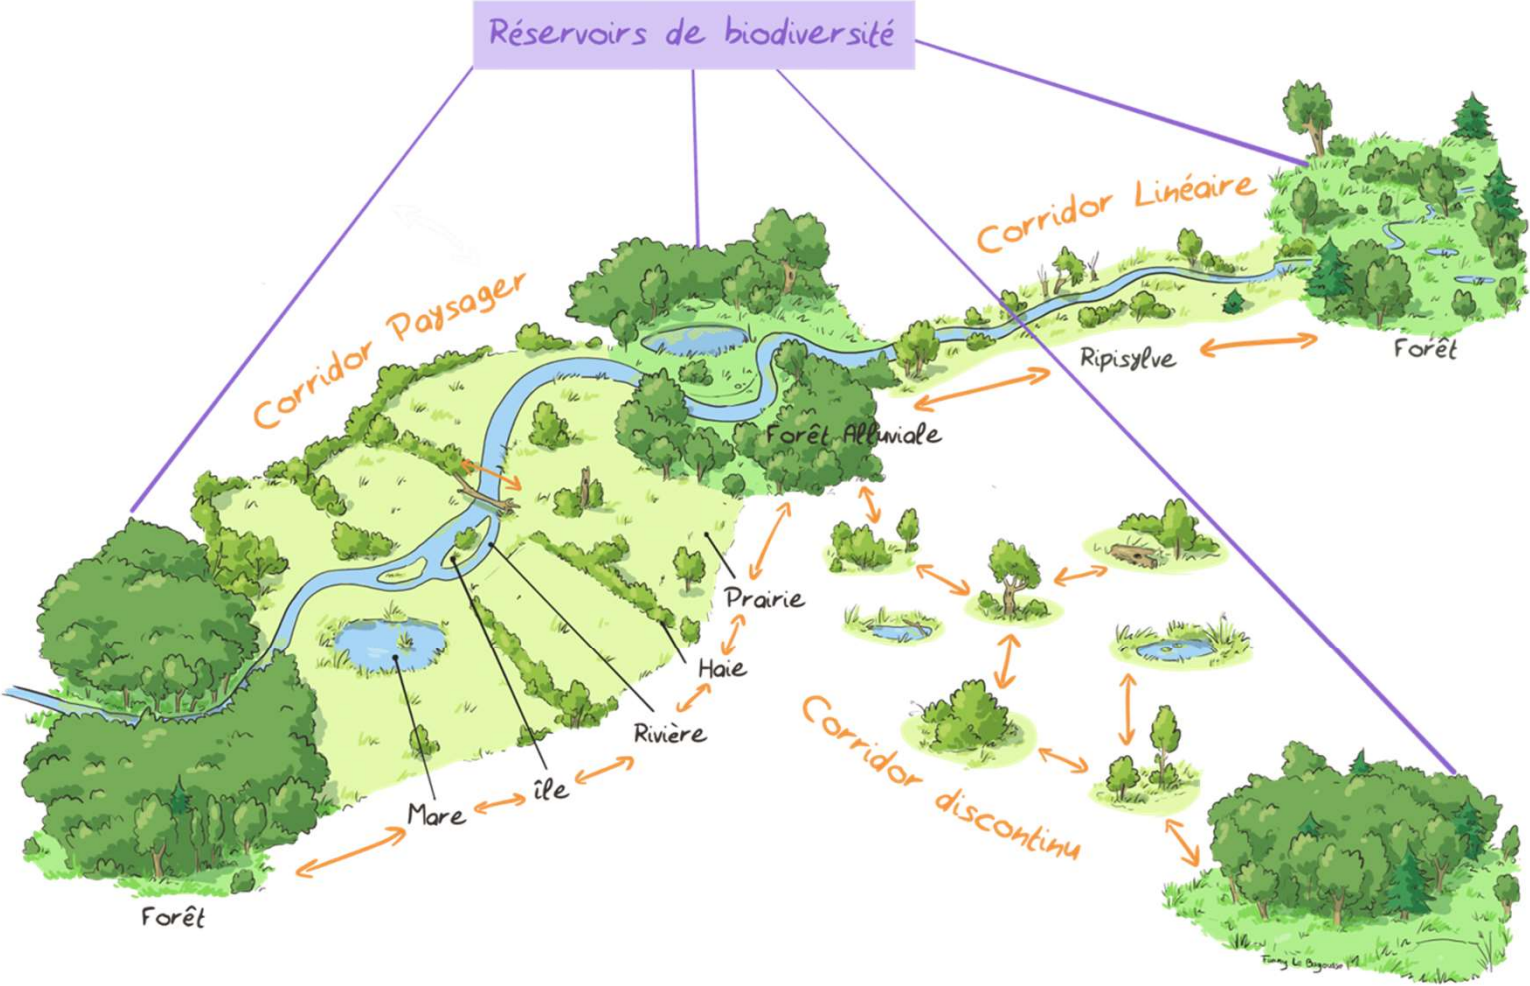 Réservoirs de biodiversité
Corridor Linéaire
Corridor Paysager
Ripisylve
Forêt
Forêt Alluviale
Prairie
Haie
Rivière
île
Mare
Corridor discontinu
Forêt